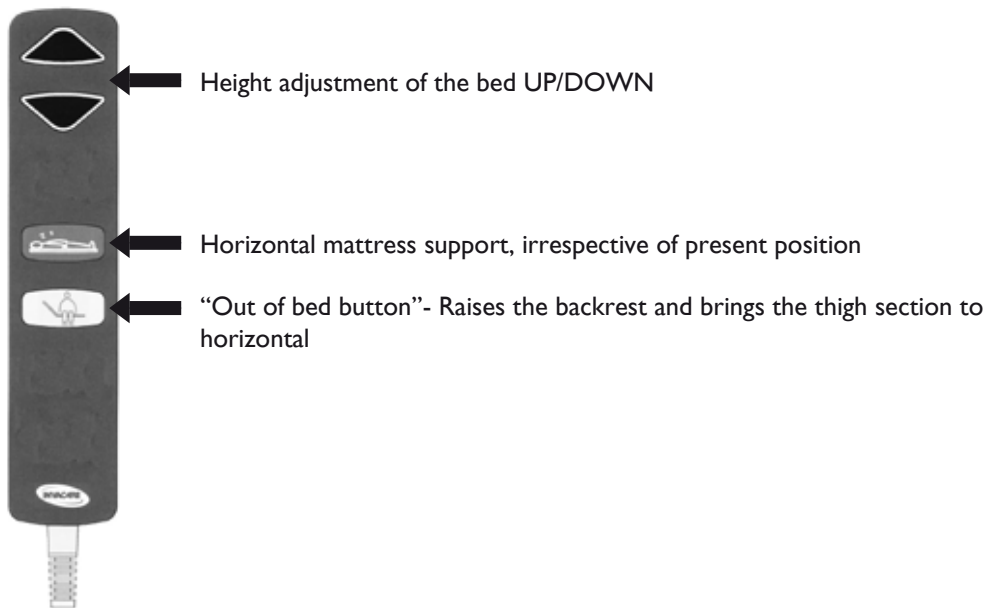 Height adjustment of the bed UP/DOWN
z z
Horizontal mattress support, irrespective of present position
“Out of bed button”- Raises the backrest and brings the thigh section to
horizontal
INVACARE